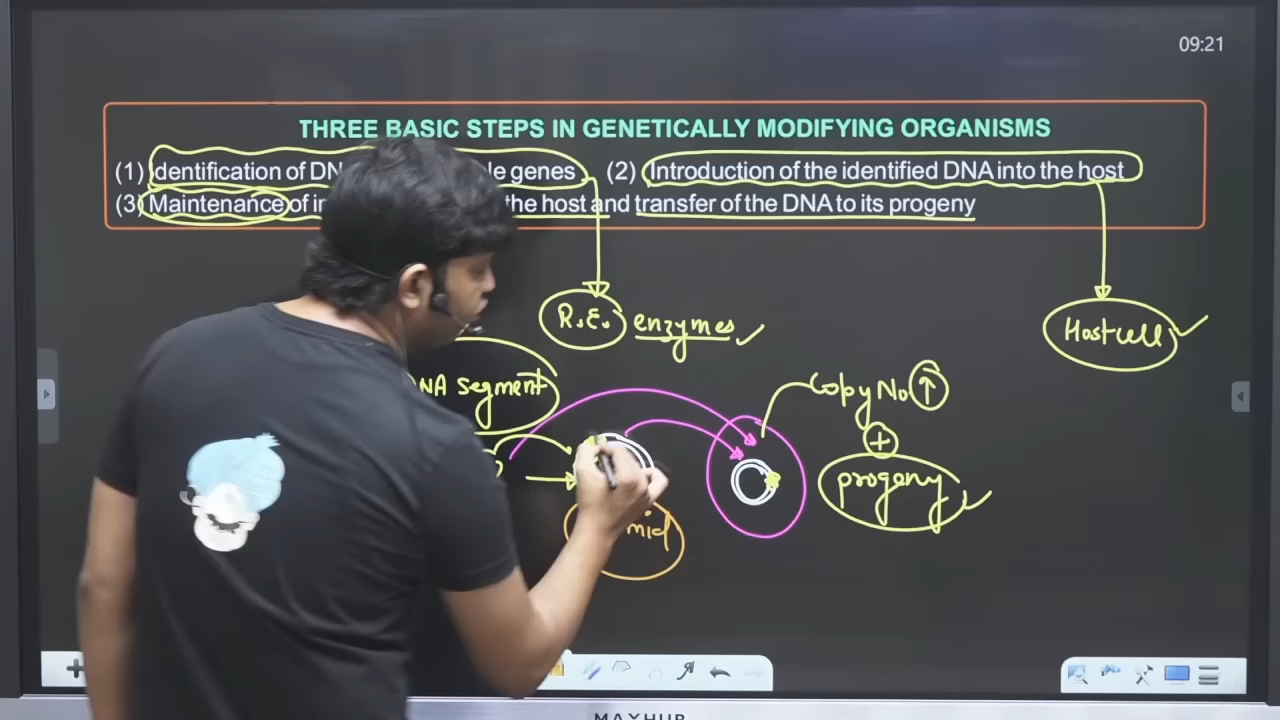 09:21
THREE BASIC STEPS IN GENETICALLY MODIFYING ORGANISMS
(1) Identification of DN le genes (2) Introduction of the identified DNA into the host
(3) Maintenance of in the host and transfer of the DNA to its progeny
R.E. enzymes
Host cell
NA segment
Copy No ↑
+
progeny
mid
MAXHUB